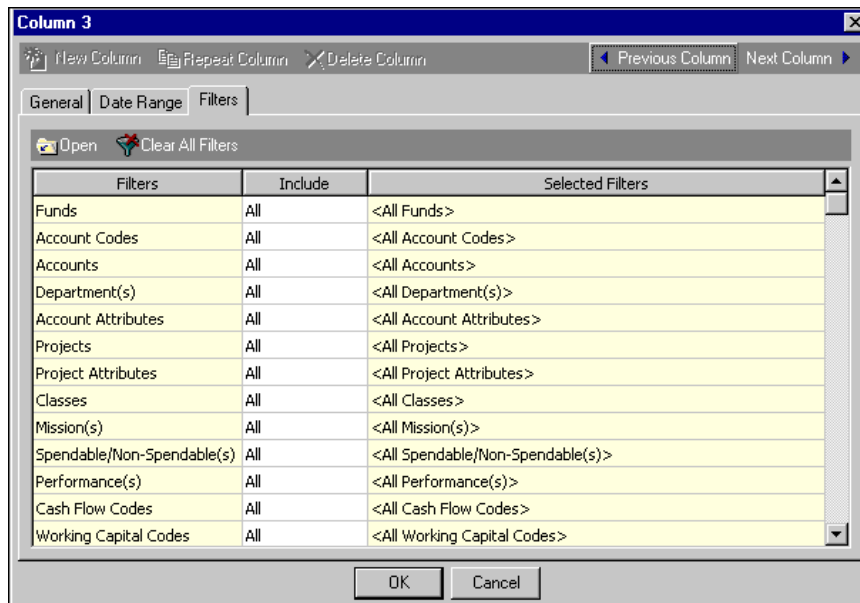 Column 3
New Column Repeat Column Delete Column Previous Column Next Column
General Date Range Filters
Open Clear All Filters
Filters Include Selected Filters
Funds All <All Funds>
Account Codes All <All Account Codes>
Accounts All <All Accounts>
Department(s) All <All Department(s)>
Account Attributes All <All Account Attributes>
Projects All <All Projects>
Project Attributes All <All Project Attributes>
Classes All <All Classes>
Mission(s) All <All Mission(s)>
Spendable/Non-Spendable(s) All <All Spendable/Non-Spendable(s)>
Performance(s) All <All Performance(s)>
Cash Flow Codes All <All Cash Flow Codes>
Working Capital Codes All <All Working Capital Codes>
OK Cancel